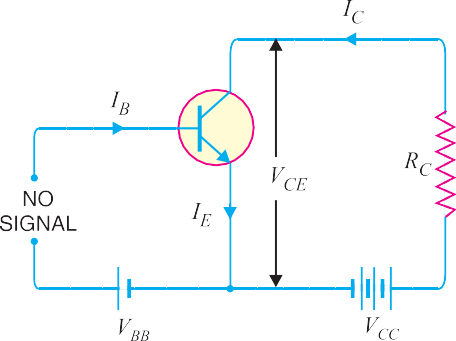 I_C
I_B
R_C
V_CE
NO
SIGNAL
I_E
V_BB
V_CC